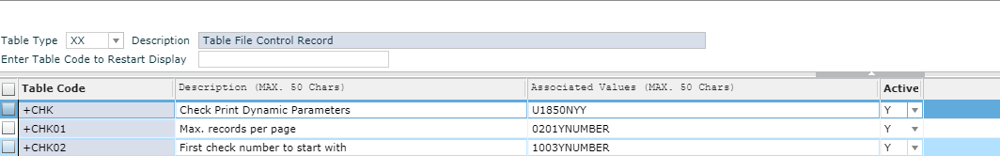 Table Type XX Description Table File Control Record
Enter Table Code to Restart Display
Table Code Description (MAX. 50 Chars) Associated Values (MAX. 50 Chars) Active
+CHK Check Print Dynamic Parameters U1850NYY Y
+CHK01 Max. records per page 0201YNUMBER Y
+CHK02 First check number to start with 1003YNUMBER Y